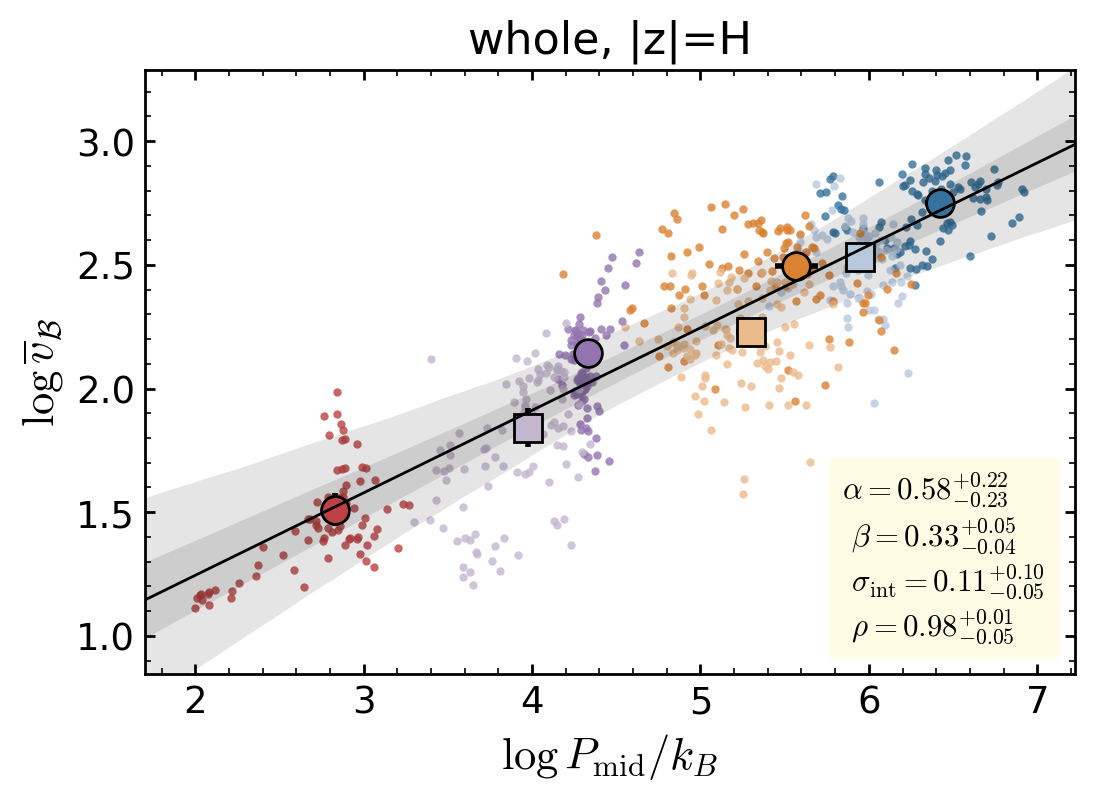 whole, |z|=H
3.0
2.5
2.0
1.5
1.0
log v̅_ℬ
α = 0.58^{+0.22}_{-0.23}
β = 0.33^{+0.05}_{-0.04}
σ_int = 0.11^{+0.10}_{-0.05}
ρ = 0.98^{+0.01}_{-0.05}
2 3 4 5 6 7
log P_mid/k_B